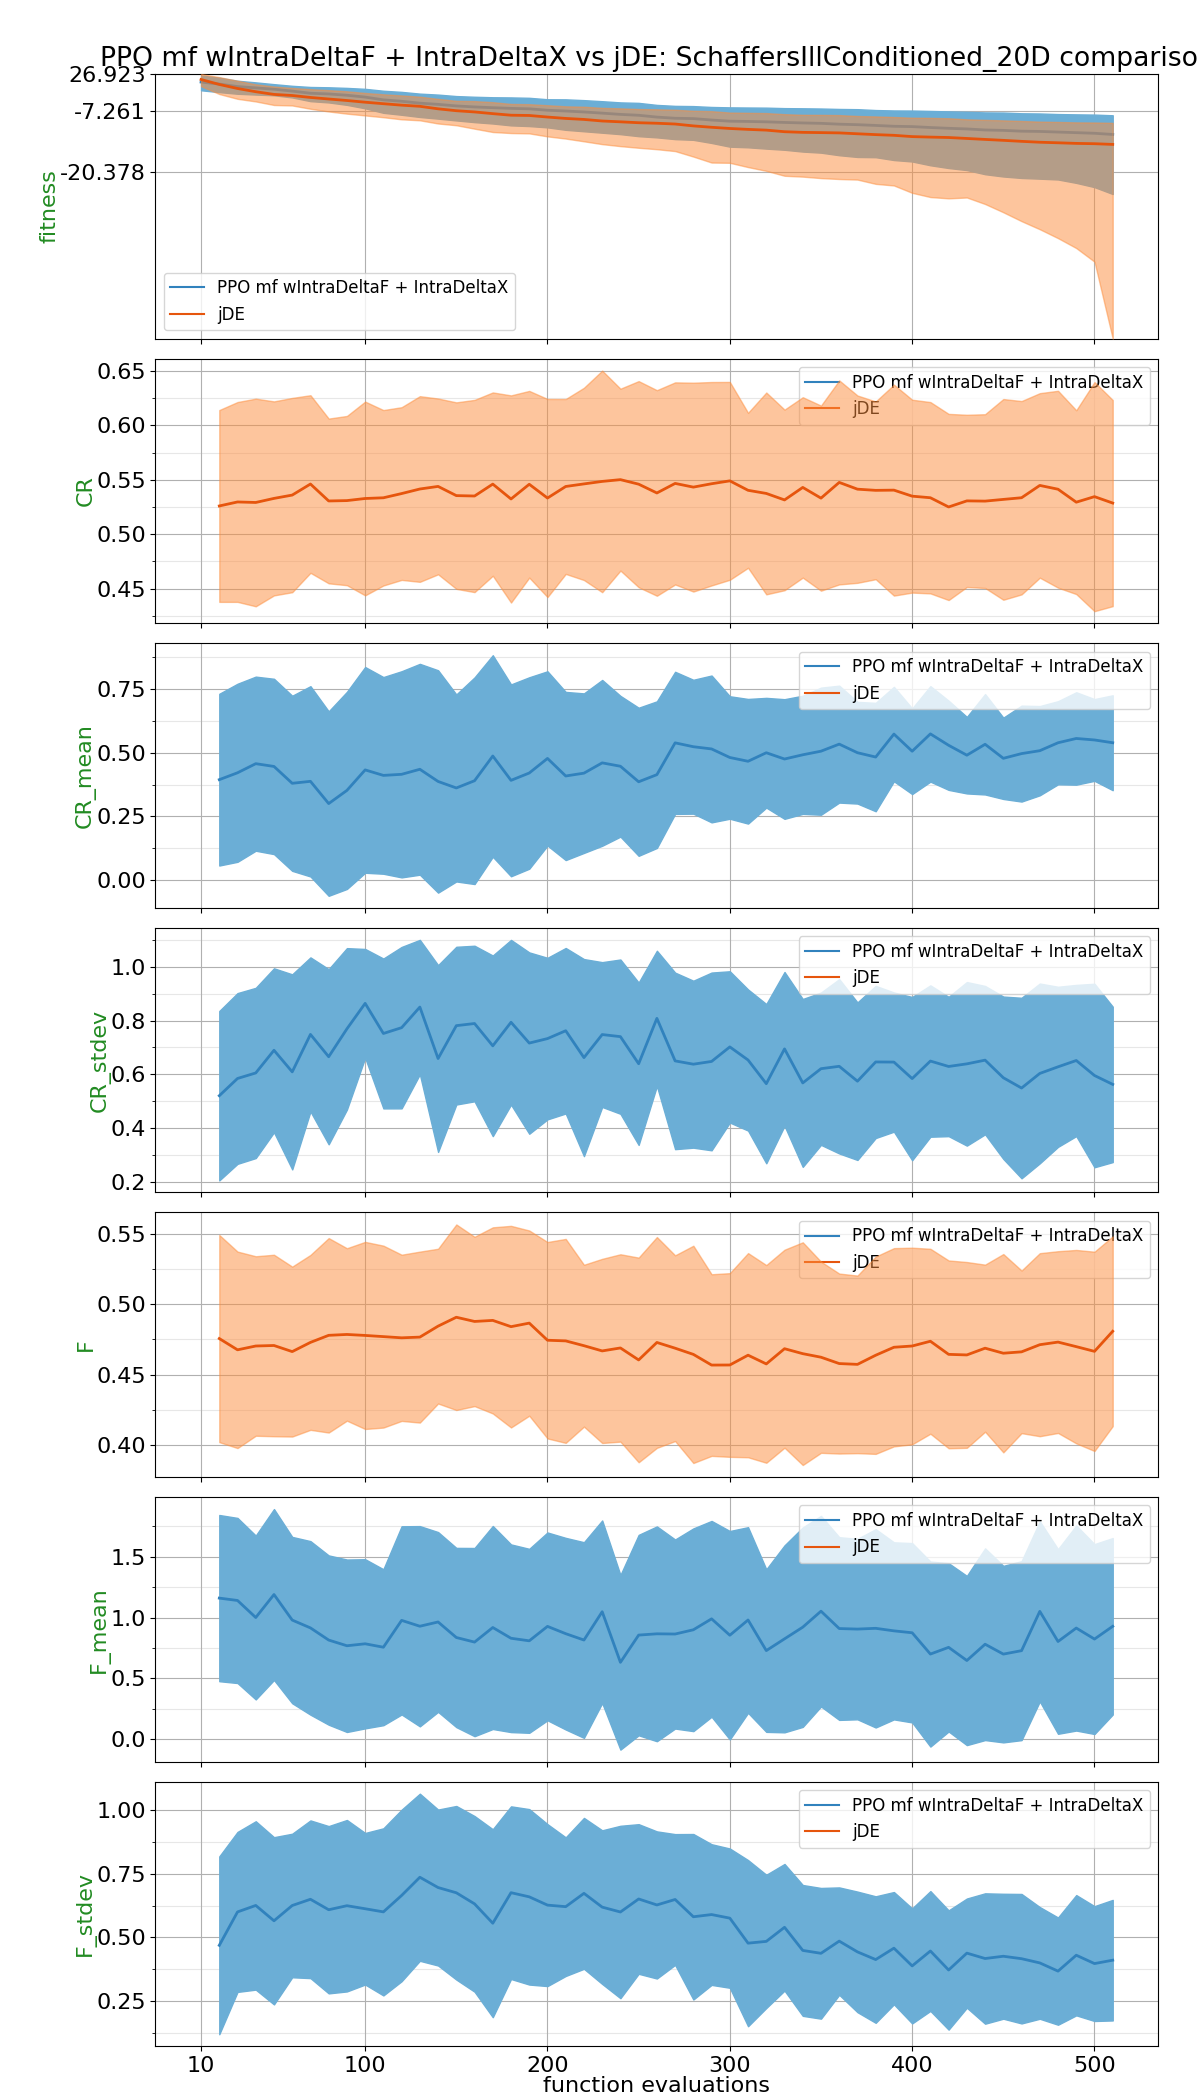 PPO mf wIntraDeltaF + IntraDeltaX vs jDE: SchaffersIllConditioned_20D compariso
26.923
-7.261
-20.378
fitness
PPO mf wIntraDeltaF + IntraDeltaX
jDE
0.65
0.60
0.55
0.50
0.45
CR
PPO mf wIntraDeltaF + IntraDeltaX
jDE
0.75
0.50
0.25
0.00
CR_mean
PPO mf wIntraDeltaF + IntraDeltaX
jDE
1.0
0.8
0.6
0.4
0.2
CR_stdev
PPO mf wIntraDeltaF + IntraDeltaX
jDE
0.55
0.50
0.45
0.40
F
PPO mf wIntraDeltaF + IntraDeltaX
jDE
1.5
1.0
0.5
0.0
F_mean
PPO mf wIntraDeltaF + IntraDeltaX
jDE
1.00
0.75
0.50
0.25
F_stdev
PPO mf wIntraDeltaF + IntraDeltaX
jDE
10 100 200 300 400 500
function evaluations